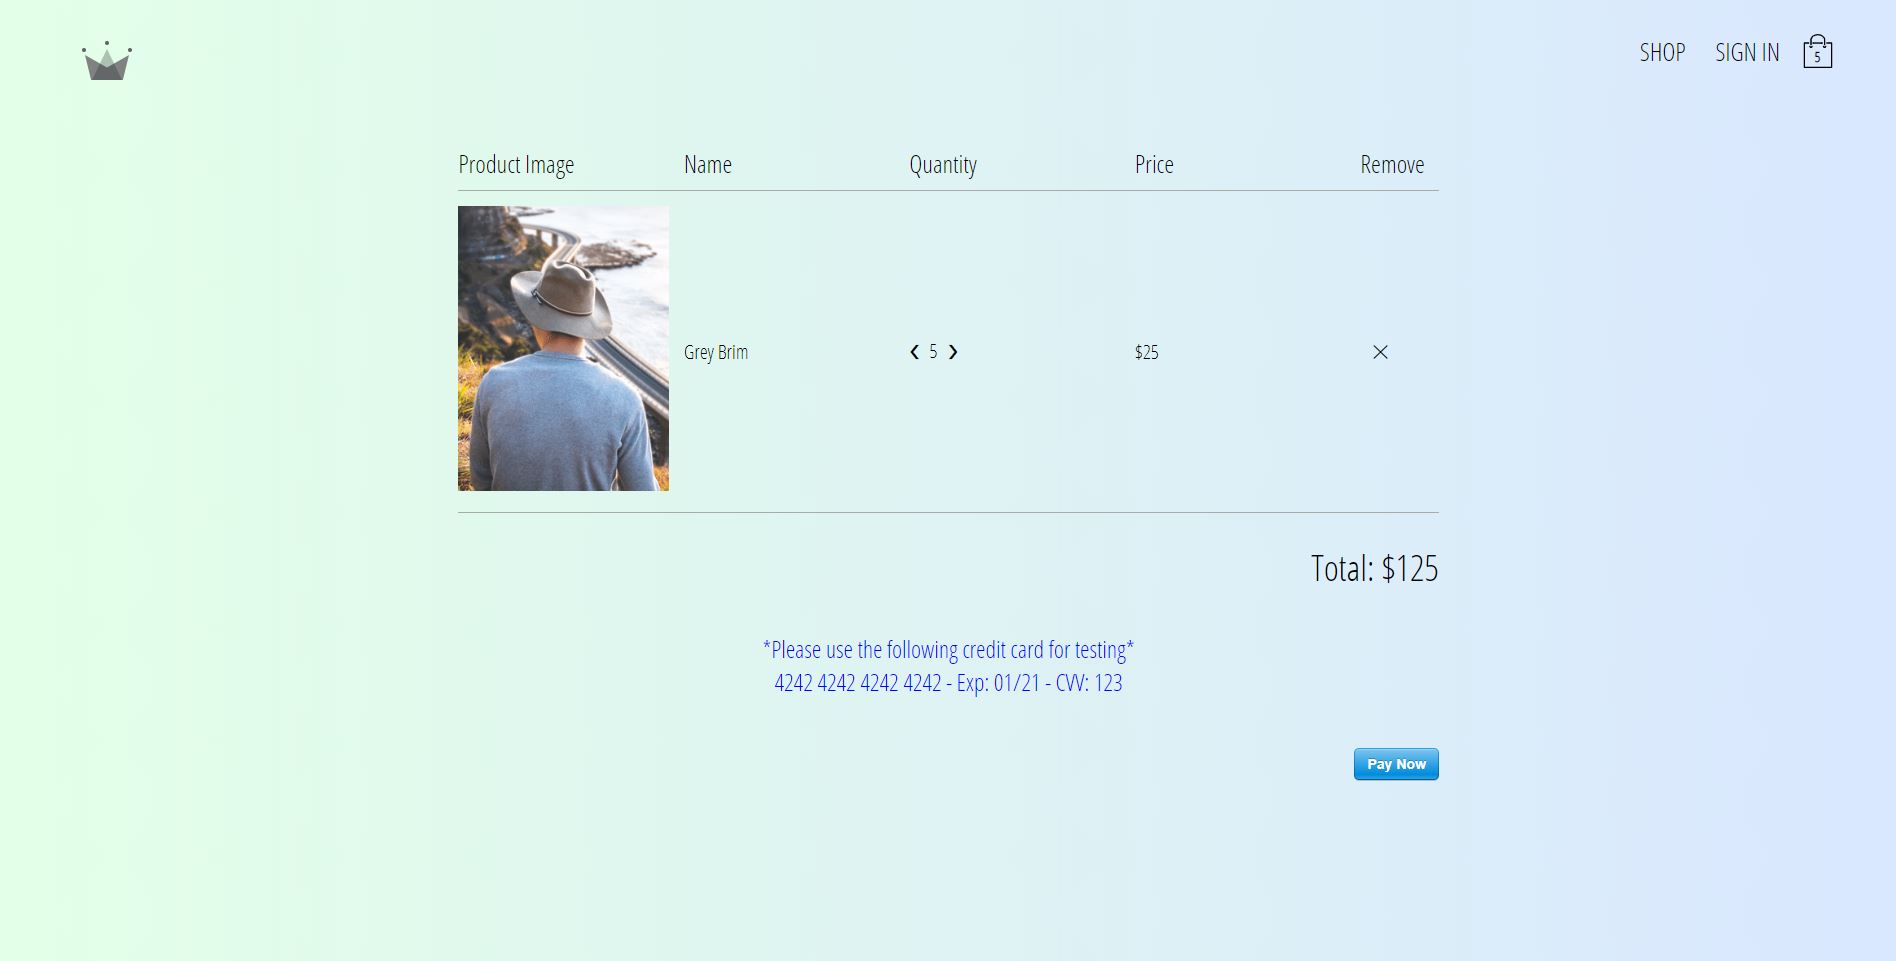 SHOP SIGN IN 5
Product Image Name Quantity Price Remove
Grey Brim ❮ 5 ❯ $25 ✕
Total: $125
*Please use the following credit card for testing*
4242 4242 4242 4242 - Exp: 01/21 - CVV: 123
Pay Now